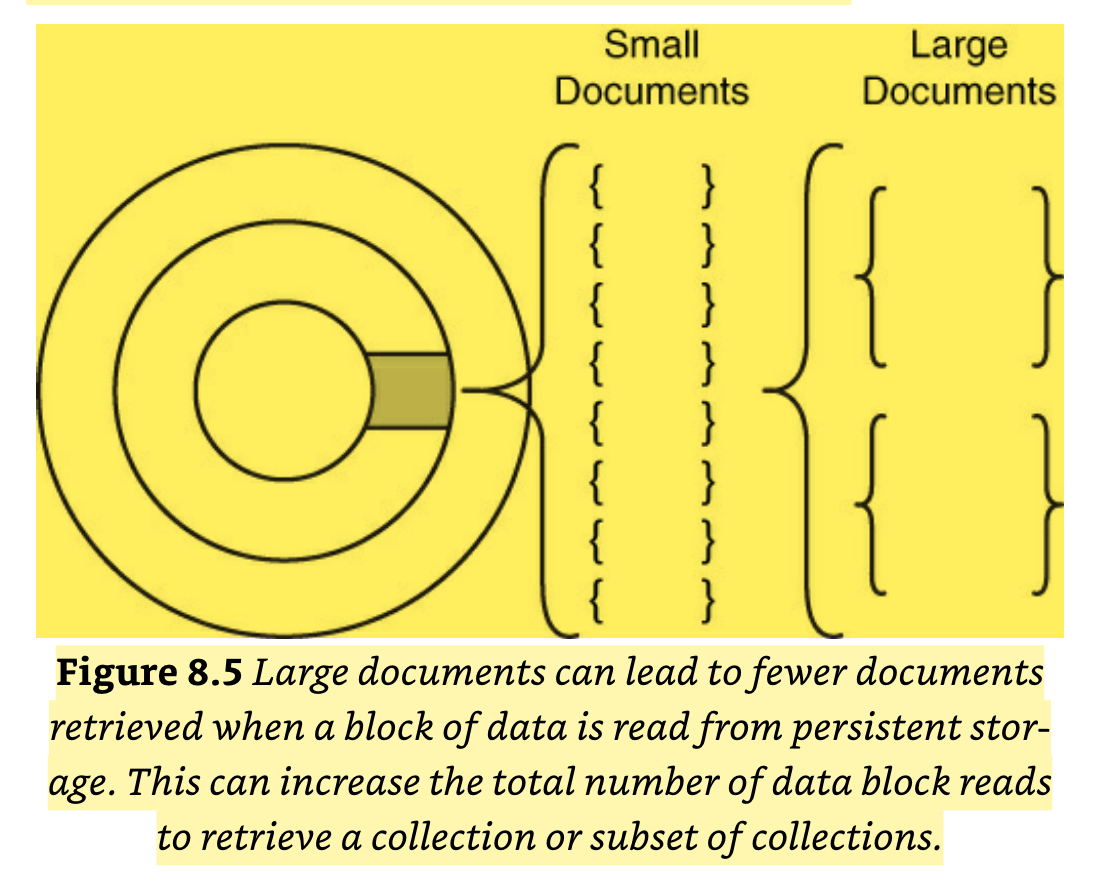 Small
Documents
Large
Documents
{ }
{ }
{ }
{ }
{ }
{ }
{ }
{ }
Figure 8.5 Large documents can lead to fewer documents
retrieved when a block of data is read from persistent stor-
age. This can increase the total number of data block reads
to retrieve a collection or subset of collections.